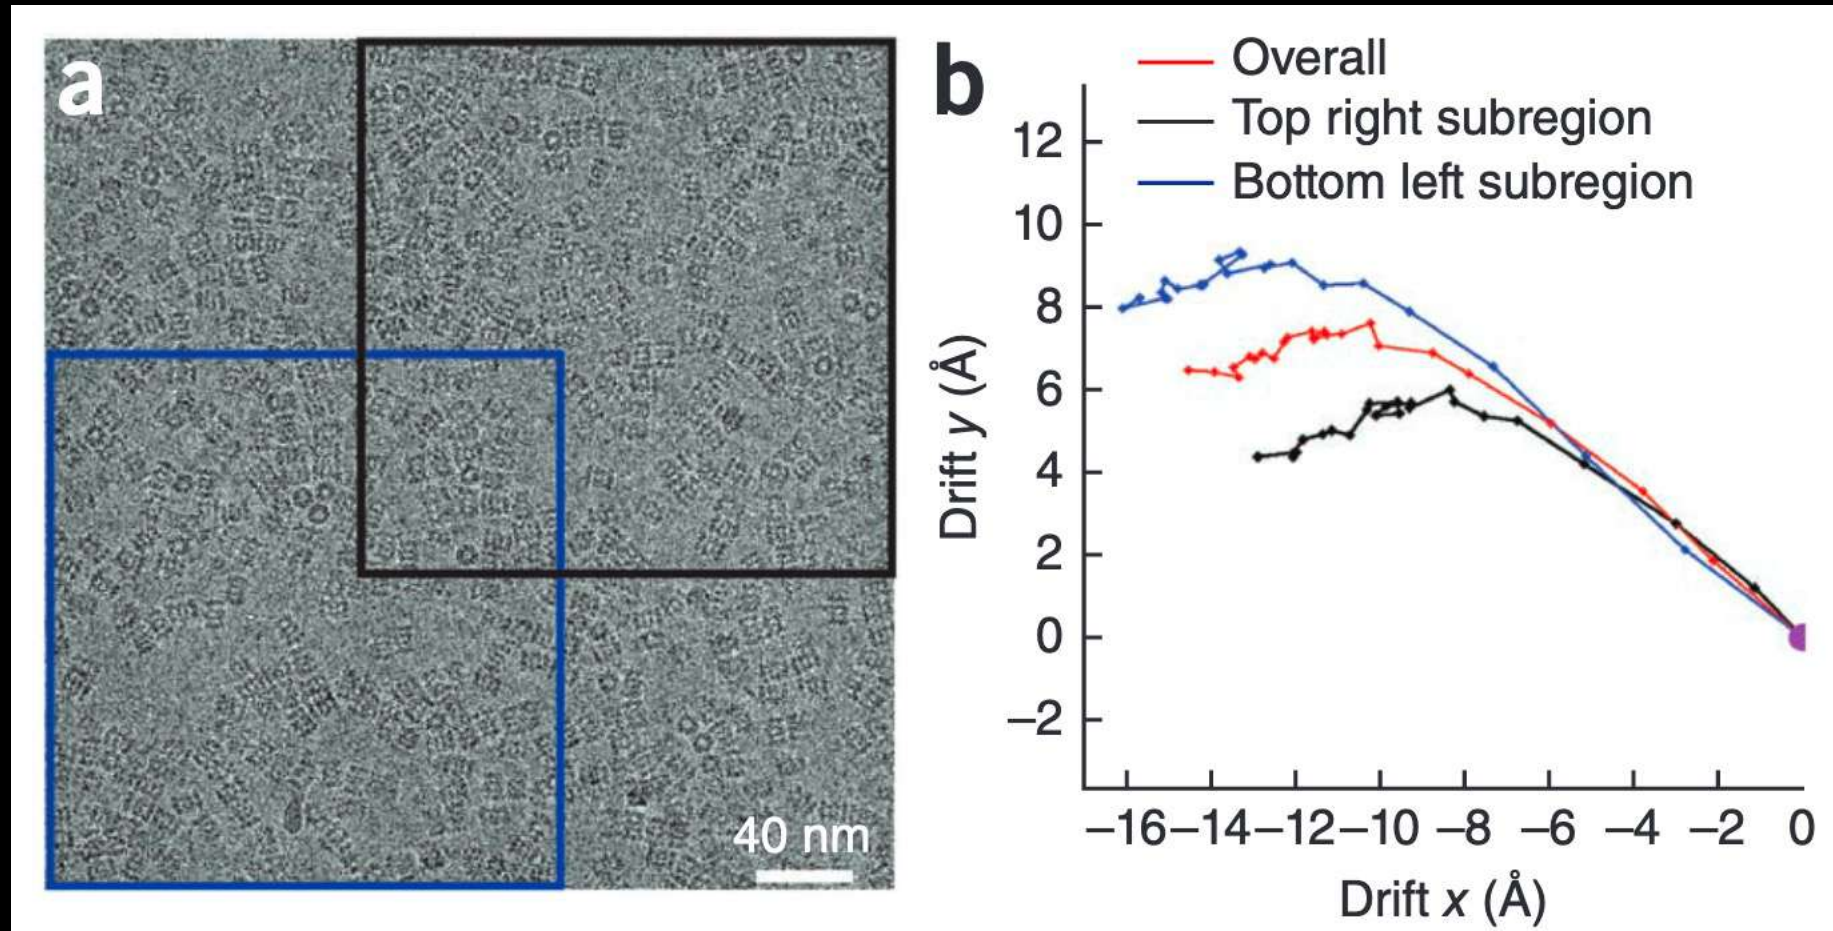 a
40 nm
b
Overall
Top right subregion
Bottom left subregion
12
10
8
6
4
2
0
–2
Drift y (Å)
–16 –14 –12 –10 –8 –6 –4 –2 0
Drift x (Å)